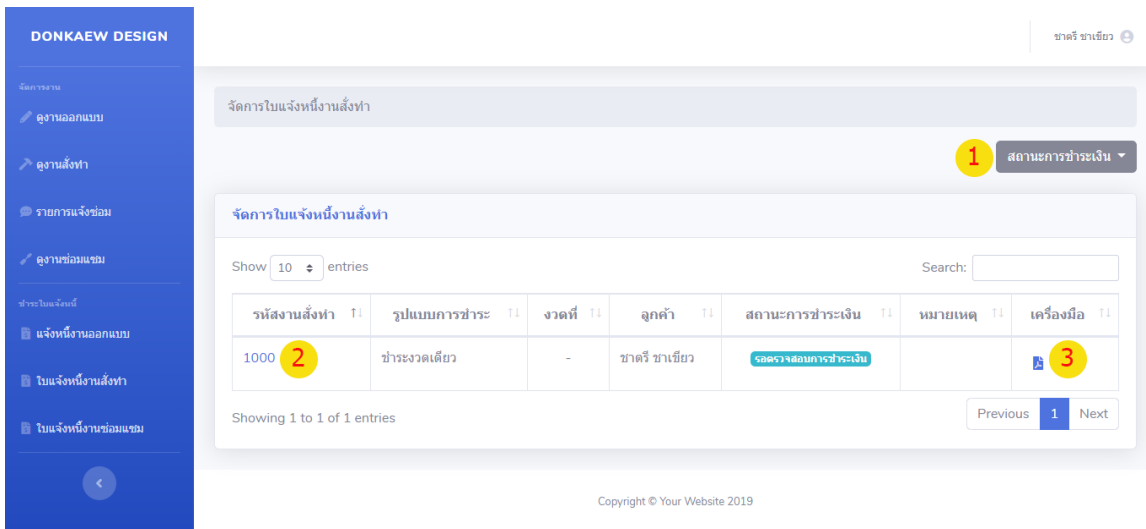 DONKAEW DESIGN
ชาตรี ชาเขียว
จัดการงาน
ดูงานออกแบบ
ดูงานสั่งทำ
รายการแจ้งซ่อม
ดูงานซ่อมแซม
ชำระใบแจ้งหนี้
แจ้งหนี้งานออกแบบ
ใบแจ้งหนี้งานสั่งทำ
ใบแจ้งหนี้งานซ่อมแซม
จัดการใบแจ้งหนี้งานสั่งทำ
1 สถานะการชำระเงิน
จัดการใบแจ้งหนี้งานสั่งทำ
Show 10 entries Search:
รหัสงานสั่งทำ รูปแบบการชำระ งวดที่ ลูกค้า สถานะการชำระเงิน หมายเหตุ เครื่องมือ
1000 2 ชำระงวดเดียว - ชาตรี ชาเขียว รอตรวจสอบการชำระเงิน 3
Showing 1 to 1 of 1 entries Previous 1 Next
Copyright © Your Website 2019